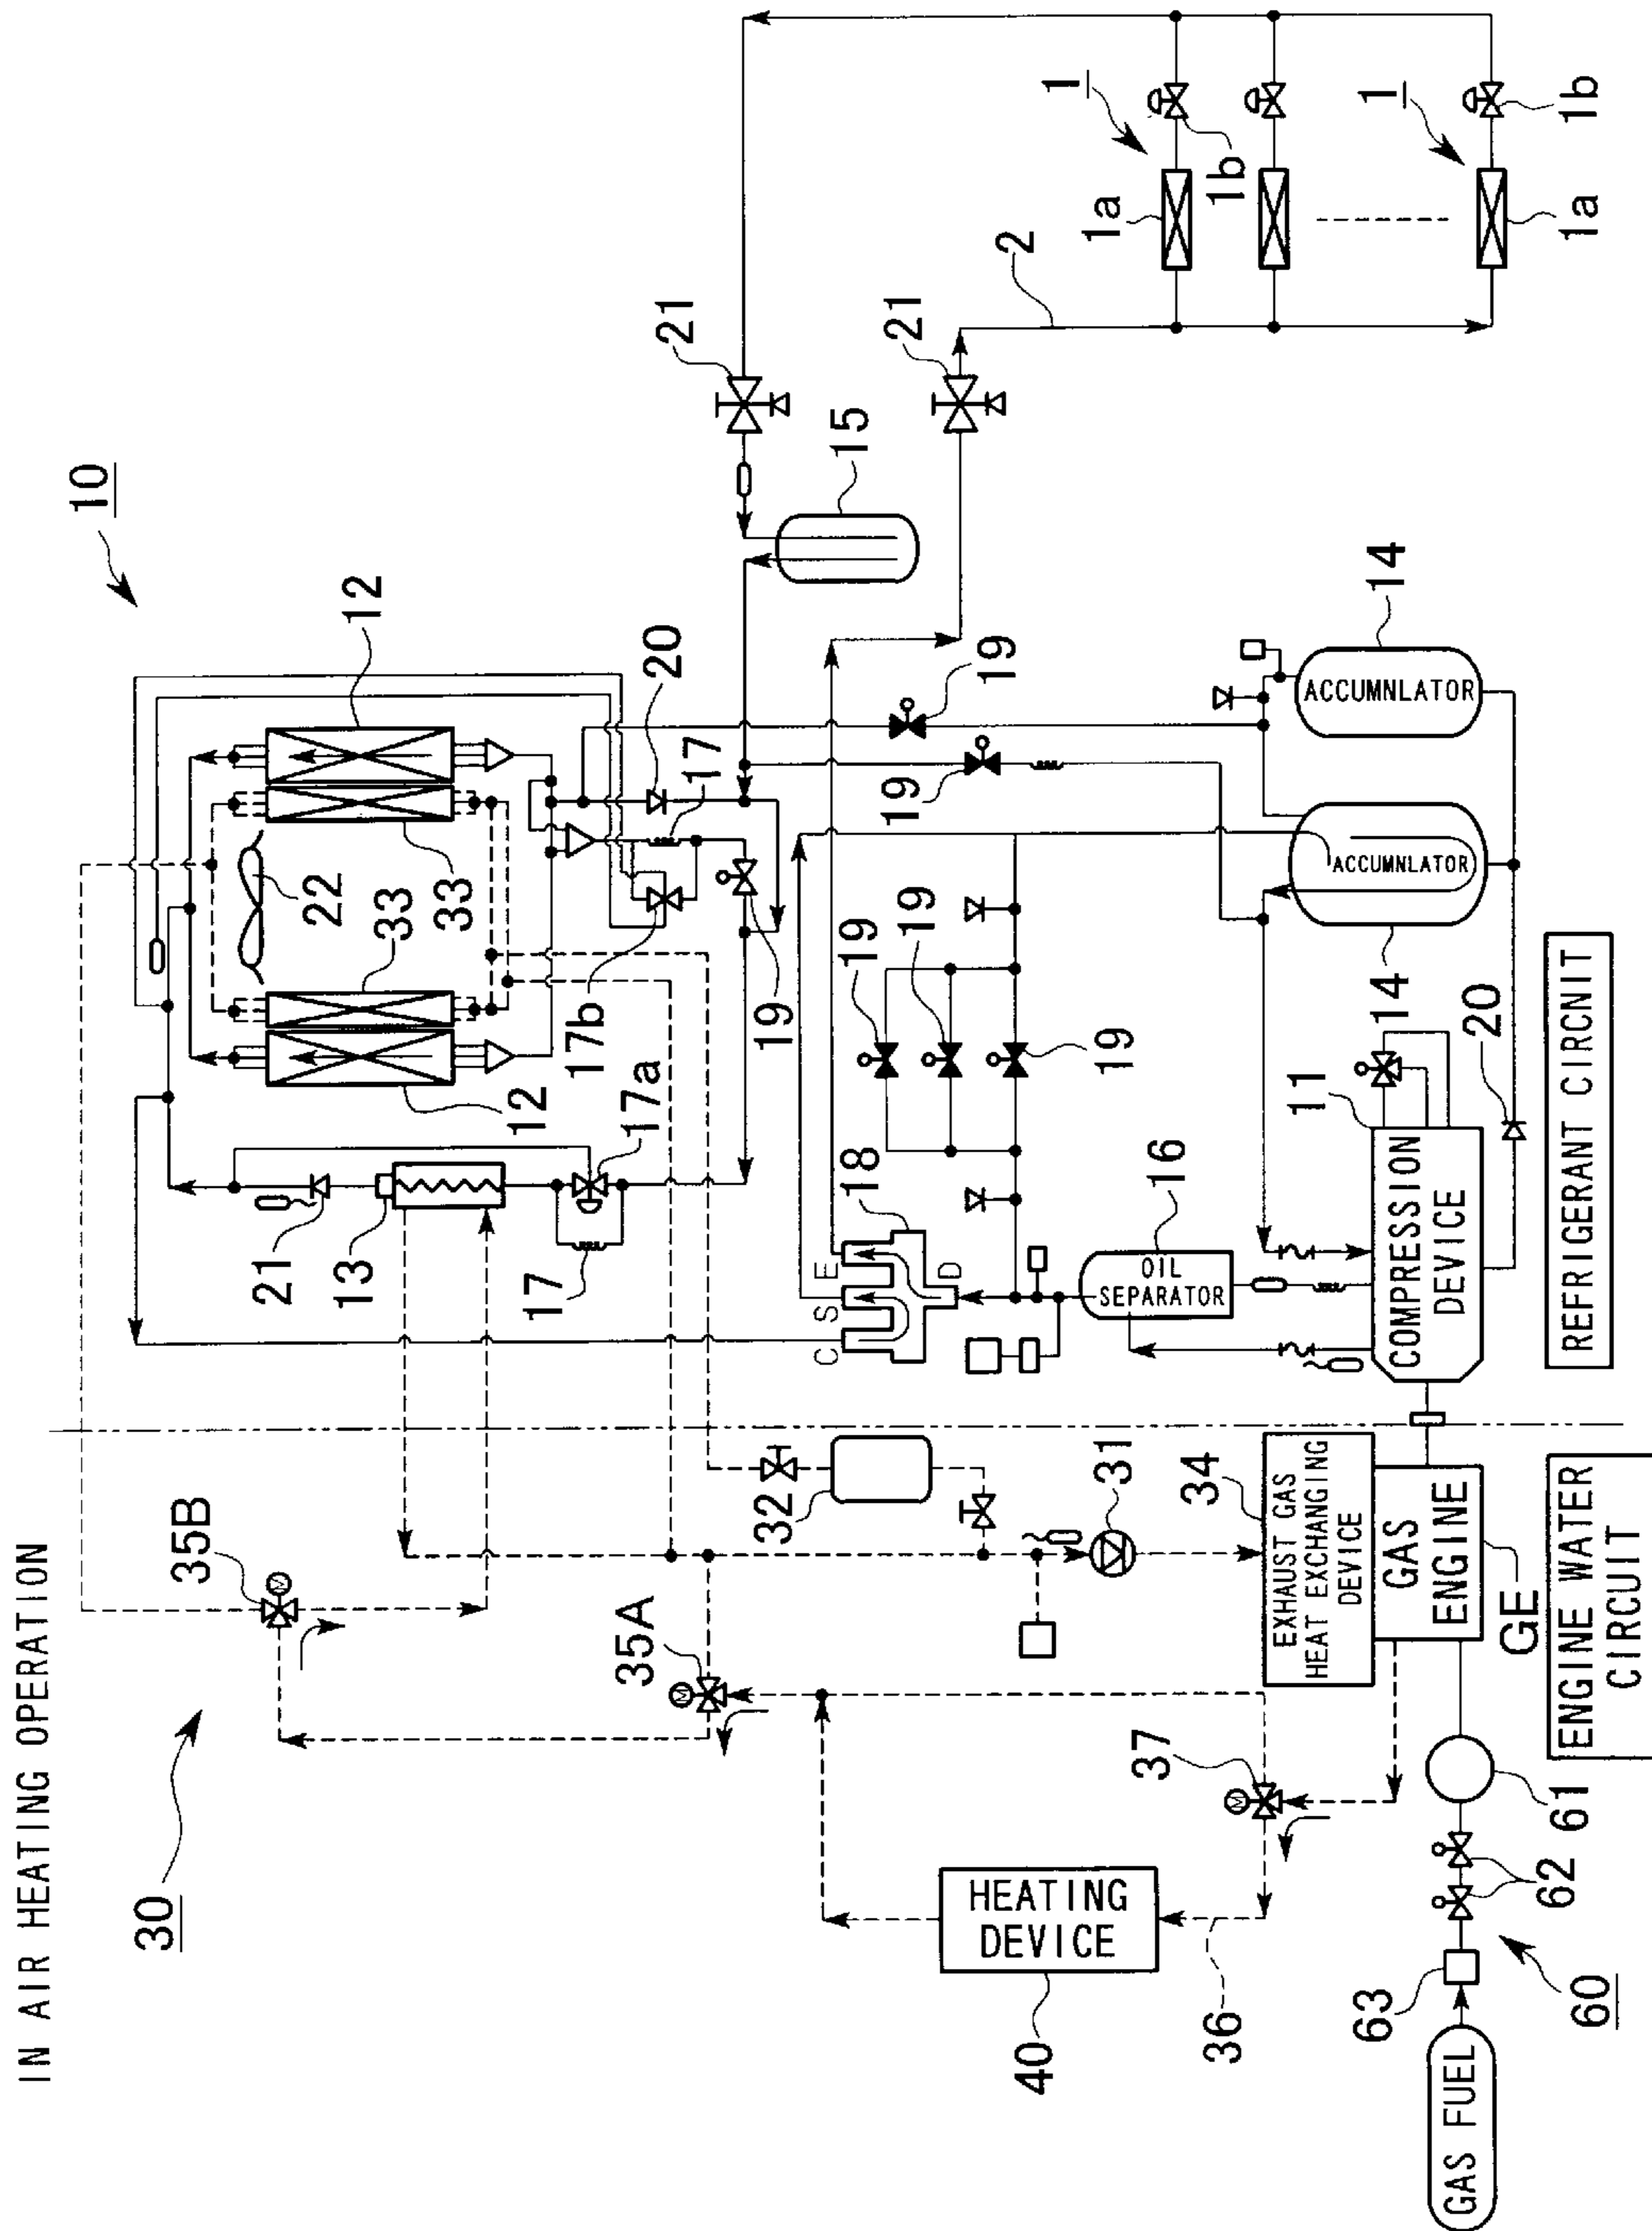 IN AIR HEATING OPERATION
10
30
35B
M
35A
M
37
M
36
40
HEATING
DEVICE
32
31
34
EXHAUST GAS
HEAT EXCHANGING
DEVICE
GAS
ENGINE
GE
GAS FUEL
63
62
61
60
ENGINE WATER
CIRCUIT
12
12
33
33
22
20
17
17b
19
17a
17
13
21
18
C
S
E
D
19
19
19
19
19
16
OIL
SEPARATOR
11
COMPRESSION
DEVICE
20
14
ACCUMNLATOR
14
ACCUMNLATOR
REFRIGERANT CIRCNIT
15
21
21
2
1
1a
1b
1
1a
1b